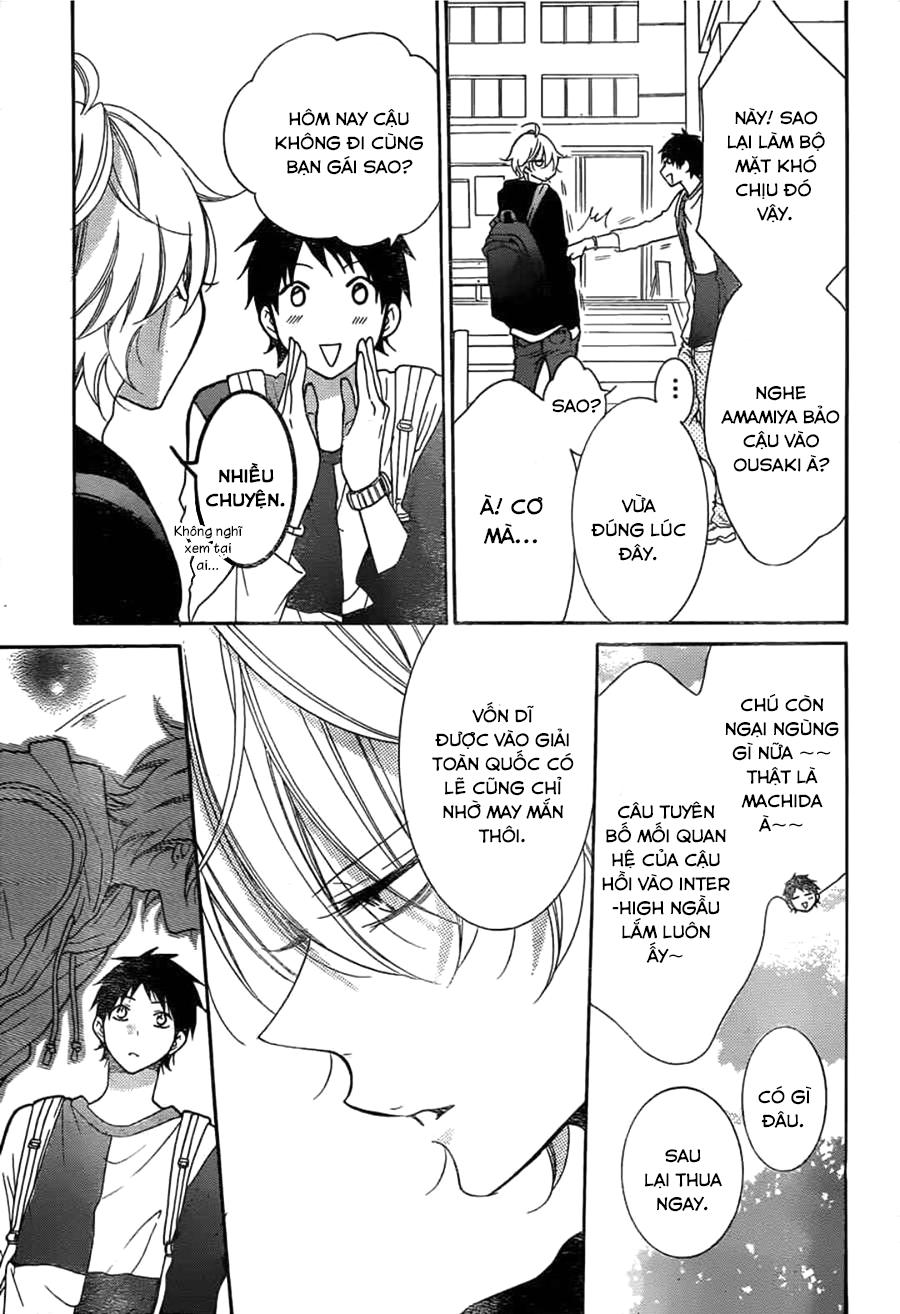 NÀY! SAO
LẠI LÀM BỘ
MẶT KHÓ
CHỊU ĐÓ
VẬY.
NGHE
AMAMIYA BẢO
CẬU VÀO
OUSAKI À?
...
VỪA
ĐÚNG LÚC
ĐÂY.
SAO?
À! CƠ
MÀ...
HÔM NAY CẬU
KHÔNG ĐI CÙNG
BẠN GÁI SAO?
NHIỀU
CHUYỆN.
Không nghĩ
xem tại
ai...
CHÚ CÒN
NGẠI NGÙNG
GÌ NỮA ~~
THẬT LÀ
MACHIDA
À~~
CÂU TUYÊN
BỐ MỐI QUAN
HỆ CỦA CẬU
HỒI VÀO INTER
-HIGH NGẦU
LẮM LUÔN
ẤY~
CÓ GÌ
ĐÂU.
SAU
LẠI THUA
NGAY.
VỐN DĨ
ĐƯỢC VÀO GIẢI
TOÀN QUỐC CÓ
LẼ CŨNG CHỈ
NHỜ MAY MẮN
THÔI.